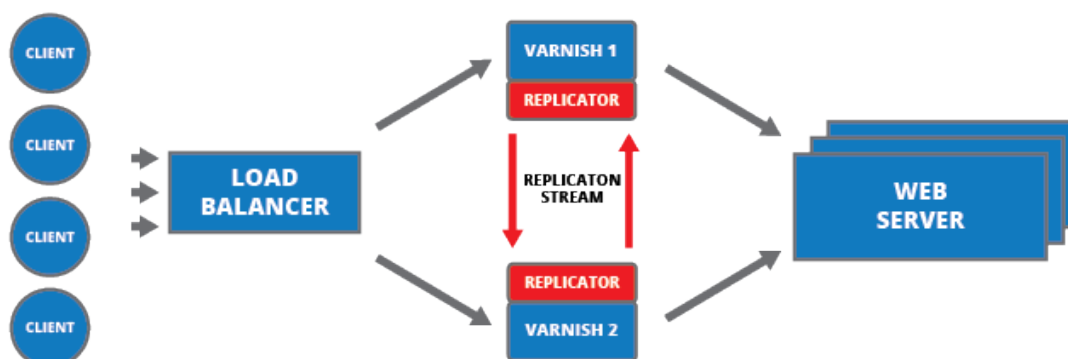 CLIENT
CLIENT
CLIENT
CLIENT
LOAD
BALANCER
VARNISH 1
REPLICATOR
REPLICATON
STREAM
REPLICATOR
VARNISH 2
WEB
SERVER